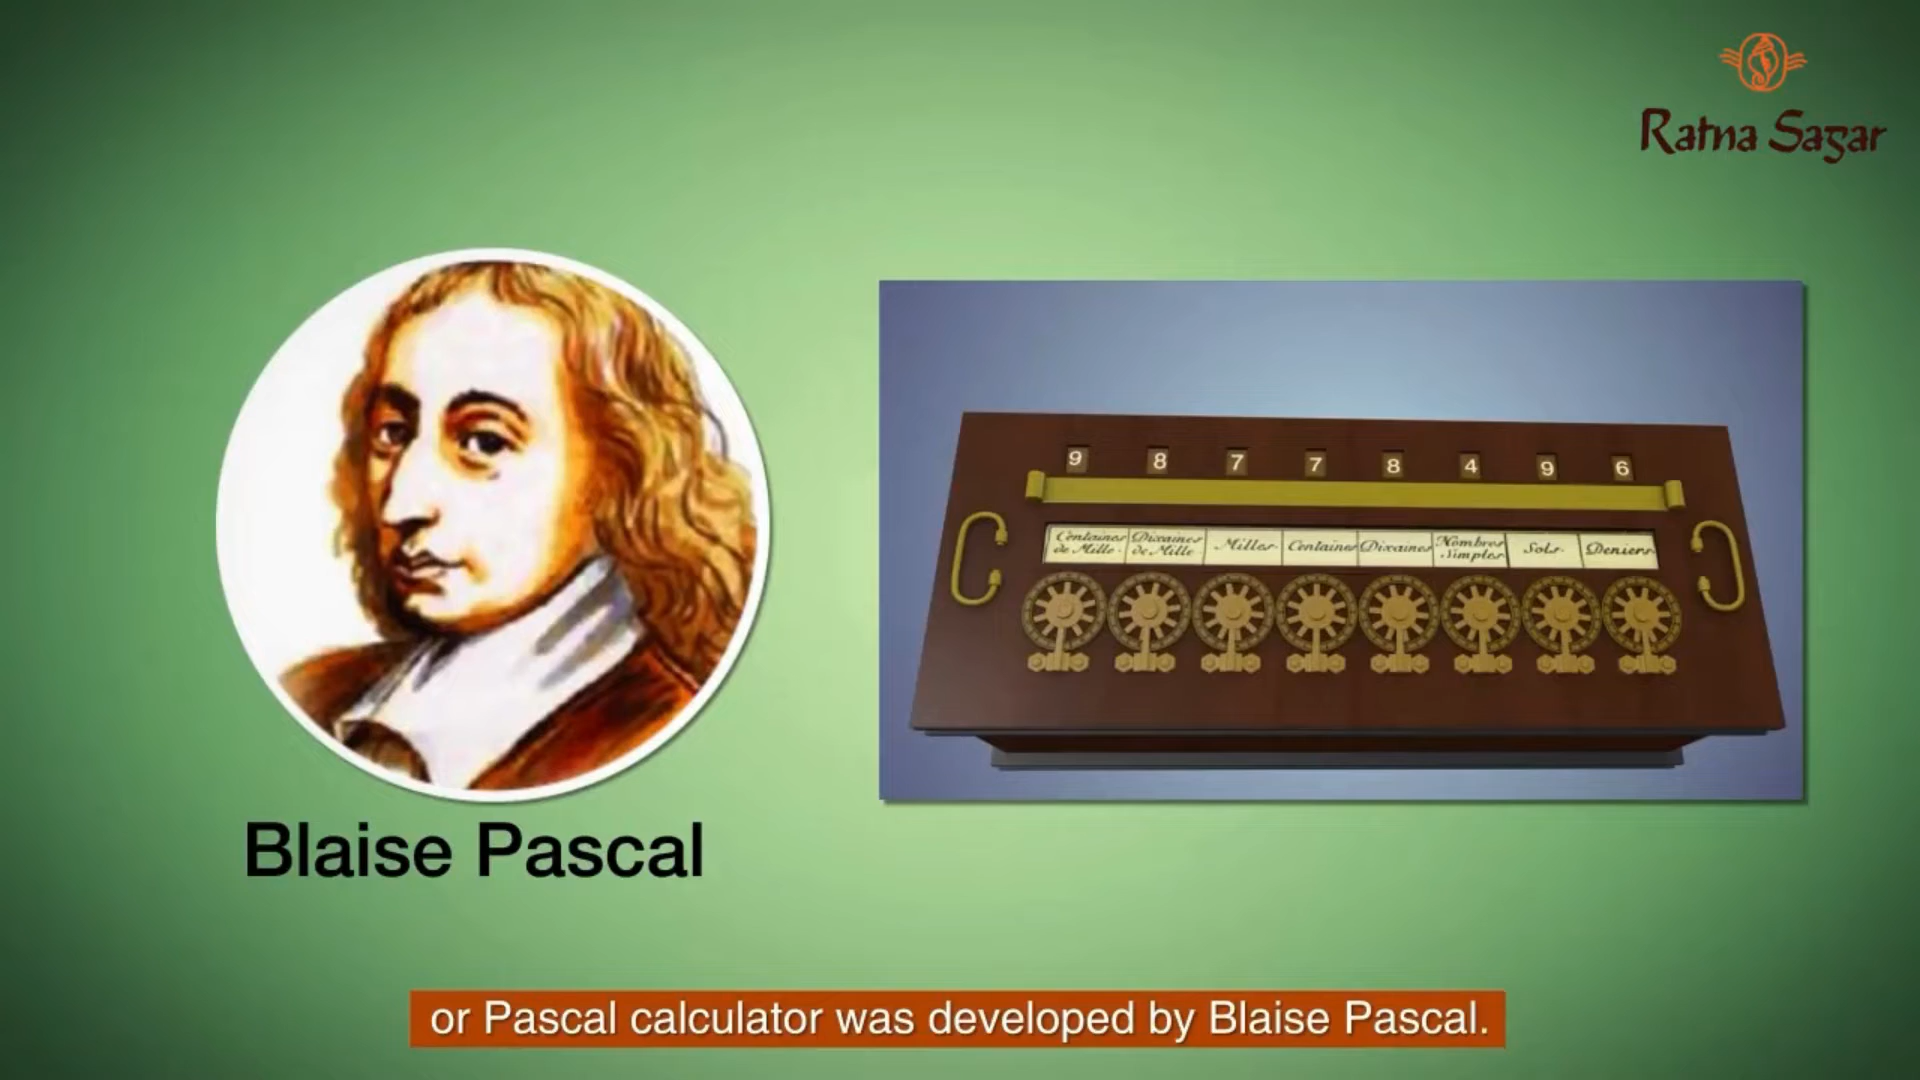 Ratna Sagar
9 8 7 7 8 4 9 6
Centaines de Mille Dixaines de Mille Mille Centaines Dixaines Nombres Simples Sols Deniers
Blaise Pascal
or Pascal calculator was developed by Blaise Pascal.